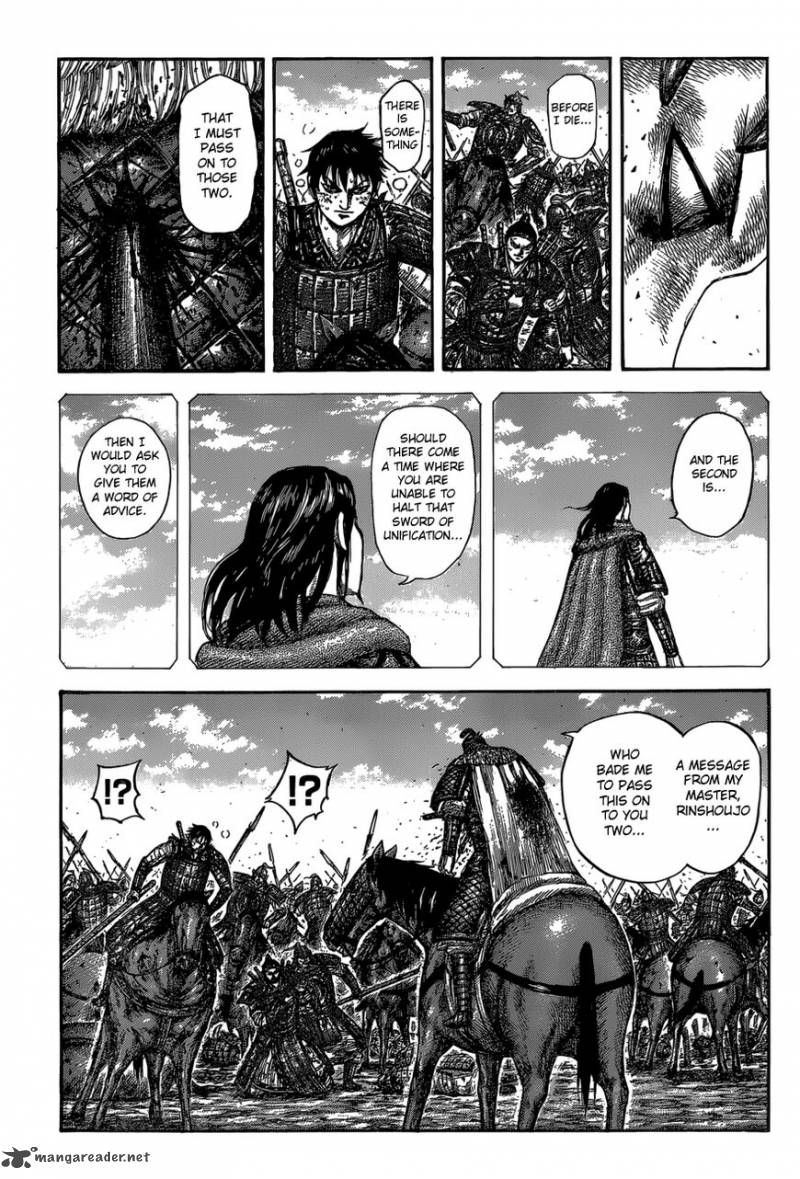 BEFORE
I DIE...
THERE
IS
SOME-
THING
THAT
I MUST
PASS
ON TO
THOSE
TWO.
AND THE
SECOND
IS...
SHOULD
THERE COME
A TIME WHERE
YOU ARE
UNABLE TO
HALT THAT
SWORD OF
UNIFICATION...
THEN I
WOULD ASK
YOU TO
GIVE THEM
A WORD OF
ADVICE.
A MESSAGE
FROM MY
MASTER,
RINSHOUJO
...
WHO
BADE ME
TO PASS
THIS ON
TO YOU
TWO...
!?
!?
mangareader.net